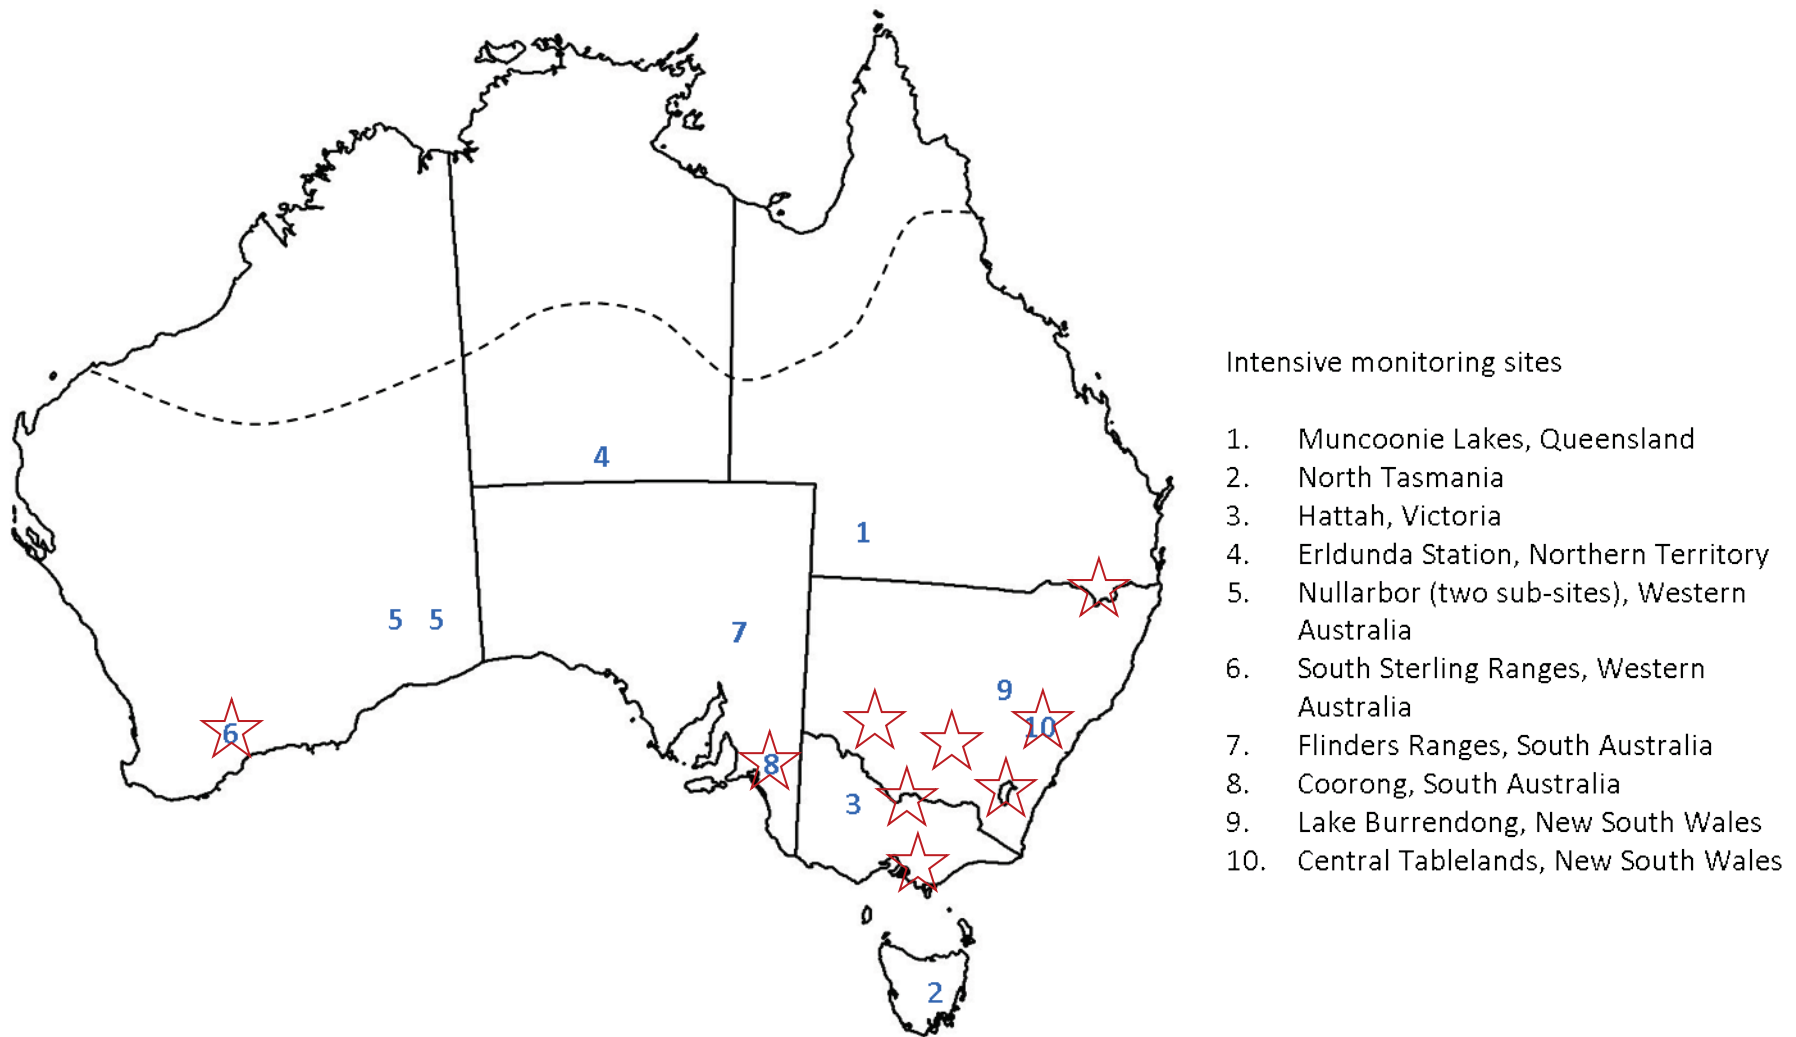 Intensive monitoring sites
1. Muncoonie Lakes, Queensland
2. North Tasmania
3. Hattah, Victoria
4. Erldunda Station, Northern Territory
5. Nullarbor (two sub-sites), Western
Australia
6. South Sterling Ranges, Western
Australia
7. Flinders Ranges, South Australia
8. Coorong, South Australia
9. Lake Burrendong, New South Wales
10. Central Tablelands, New South Wales
4
1
5 5
7
9
6
10
8
3
2